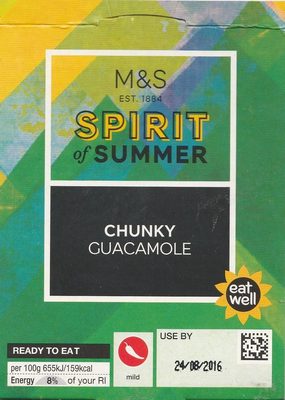 M&S
EST. 1884
SPIRIT
of SUMMER
CHUNKY
GUACAMOLE
eat
well
READY TO EAT
per 100g 655kJ/159kcal
Energy 8% of your RI
mild
USE BY
24/08/2016